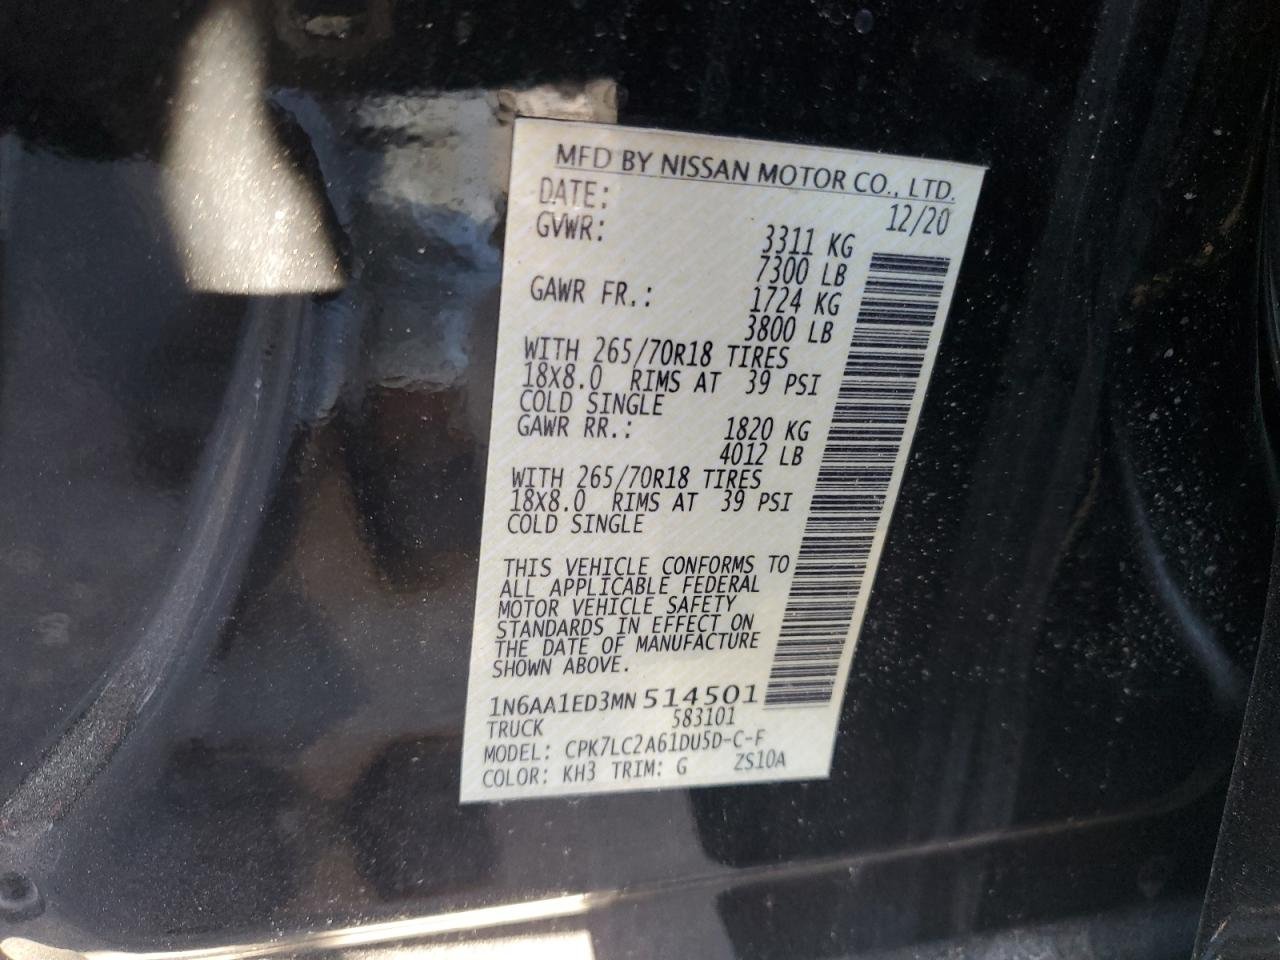 MFD BY NISSAN MOTOR CO., LTD.
DATE: 12/20
GVWR: 3311 KG
7300 LB
GAWR FR.: 1724 KG
3800 LB
WITH 265/70R18 TIRES
18X8.0 RIMS AT 39 PSI
COLD SINGLE
GAWR RR.: 1820 KG
4012 LB
WITH 265/70R18 TIRES
18X8.0 RIMS AT 39 PSI
COLD SINGLE
THIS VEHICLE CONFORMS TO
ALL APPLICABLE FEDERAL
MOTOR VEHICLE SAFETY
STANDARDS IN EFFECT ON
THE DATE OF MANUFACTURE
SHOWN ABOVE.
1N6AA1ED3MN514501
TRUCK 583101
MODEL: CPK7LC2A61DU5D-C-F
COLOR: KH3 TRIM: G ZS10A